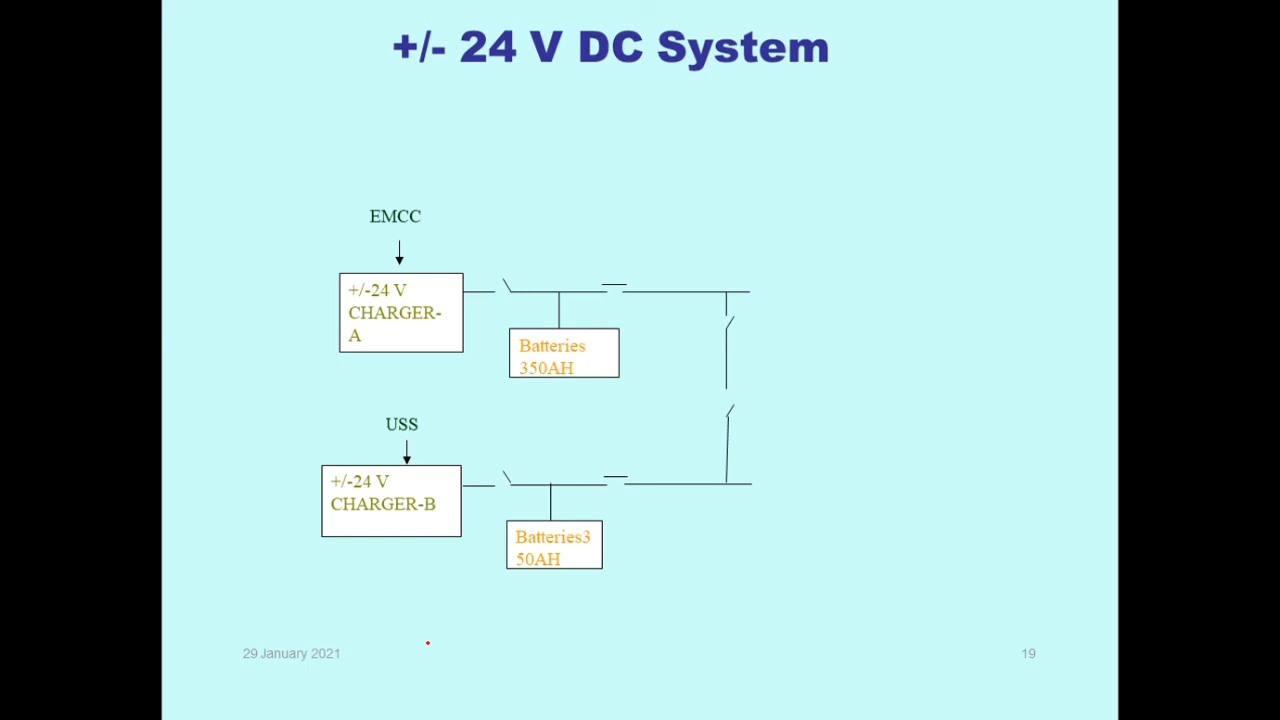 +/- 24 V DC System
EMCC
+/-24 V
CHARGER-
A
Batteries
350AH
USS
+/-24 V
CHARGER-B
Batteries3
50AH
29 January 2021
19